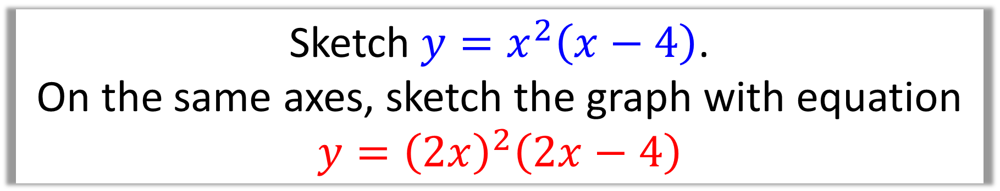 Sketch y = x²(x − 4).
On the same axes, sketch the graph with equation
y = (2x)²(2x − 4)